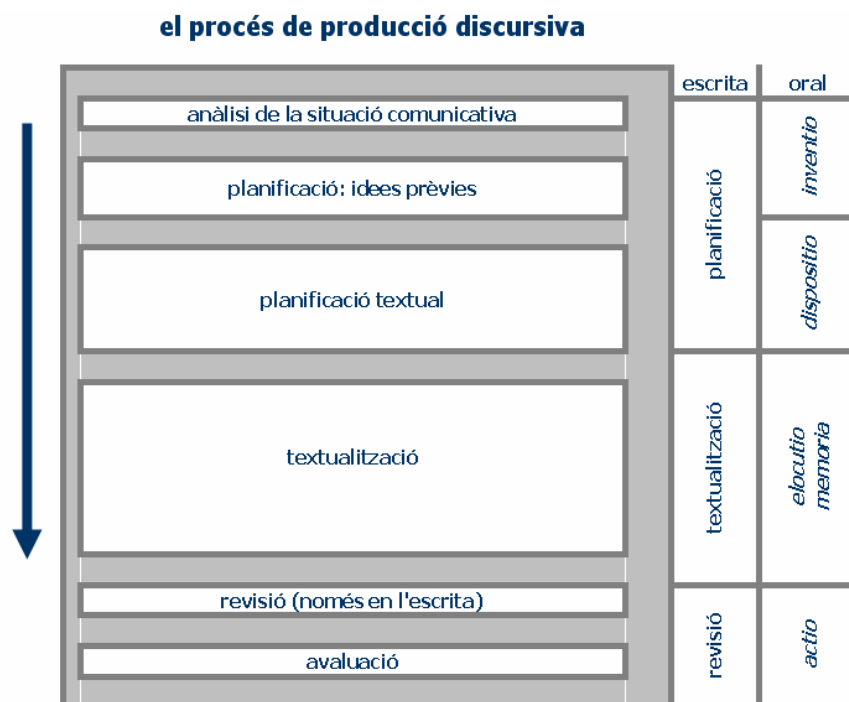 el procés de producció discursiva
escrita
oral
anàlisi de la situació comunicativa
planificació: idees prèvies
planificació textual
textualització
revisió (només en l'escrita)
avaluació
planificació
textualització
revisió
inventio
dispositio
elocutio
memoria
actio